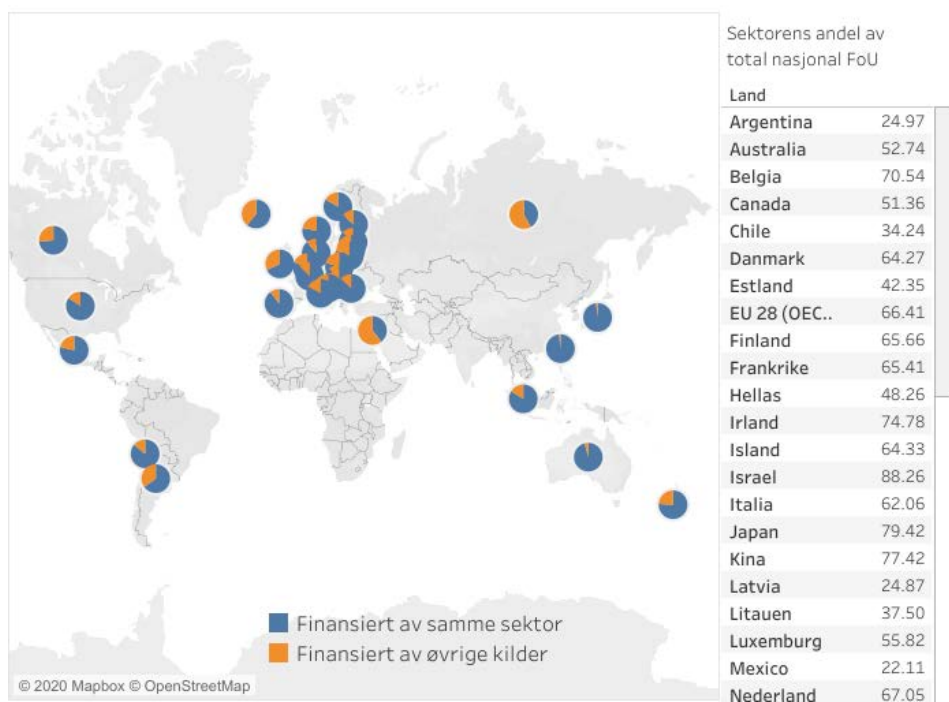 Sektorens andel av
total nasjonal FoU
Land
Argentina 24.97
Australia 52.74
Belgia 70.54
Canada 51.36
Chile 34.24
Danmark 64.27
Estland 42.35
EU 28 (OEC..  66.41
Finland 65.66
Frankrike 65.41
Hellas 48.26
Irland 74.78
Island 64.33
Israel 88.26
Italia 62.06
Japan 79.42
Kina 77.42
Latvia 24.87
Litauen 37.50
Luxemburg 55.82
Mexico 22.11
Nederland 67.05
Finansiert av samme sektor
Finansiert av øvrige kilder
© 2020 Mapbox © OpenStreetMap